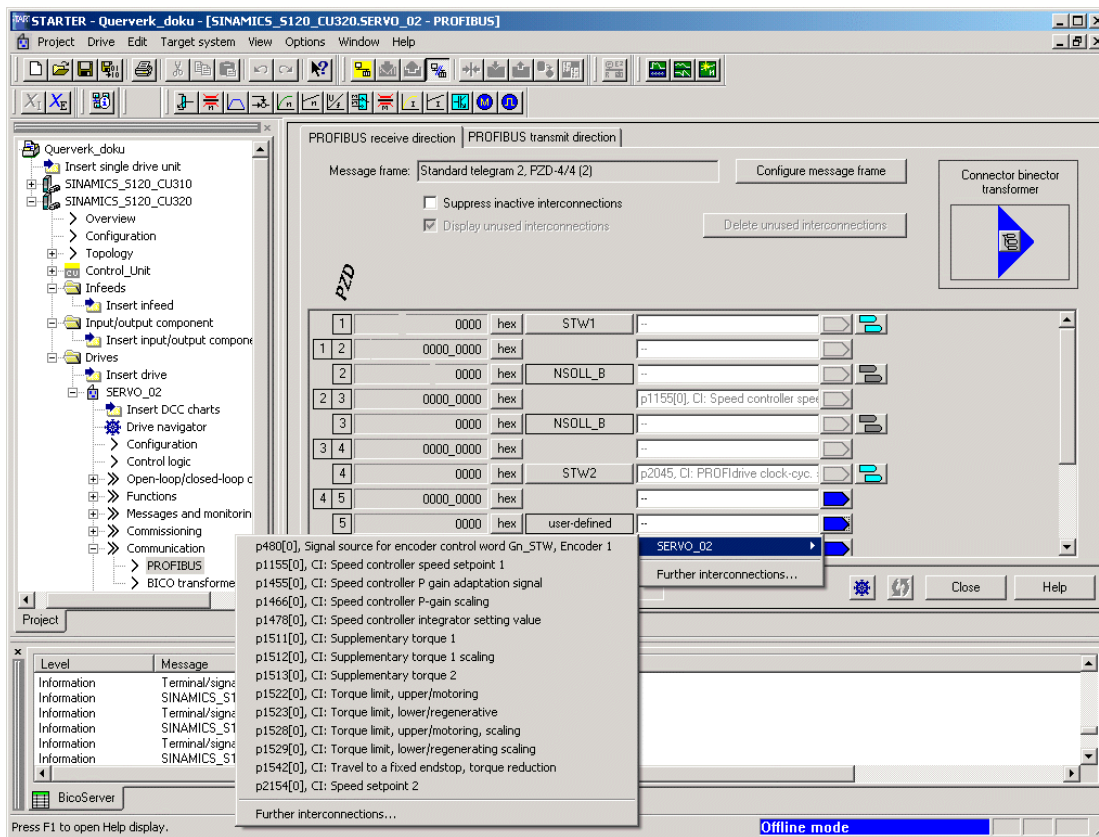 STARTER - Querverk_doku - [SINAMICS_S120_CU320.SERVO_02 - PROFIBUS]
Project Drive Edit Target system View Options Window Help
Querverk_doku
Insert single drive unit
SINAMICS_S120_CU310
SINAMICS_S120_CU320
Overview
Configuration
Topology
Control_Unit
Infeeds
Insert infeed
Input/output component
Insert input/output compone
Drives
Insert drive
SERVO_02
Insert DCC charts
Drive navigator
Configuration
Control logic
Open-loop/closed-loop c
Functions
Messages and monitorin
Commissioning
Communication
PROFIBUS
BICO transforme
Project
PROFIBUS receive direction PROFIBUS transmit direction
Message frame: Standard telegram 2, PZD-4/4 (2) Configure message frame
Suppress inactive interconnections
Display unused interconnections Delete unused interconnections
Connector binector
transformer
PZD
1 0000 hex STW1 --
1 2 0000_0000 hex --
2 0000 hex NSOLL_B --
2 3 0000_0000 hex p1155[0], CI: Speed controller spee
3 0000 hex NSOLL_B --
3 4 0000_0000 hex --
4 0000 hex STW2 p2045, CI: PROFIdrive clock-cyc. s
4 5 0000_0000 hex --
5 0000 hex user-defined --
SERVO_02
Further interconnections...
p480[0], Signal source for encoder control word Gn_STW, Encoder 1
p1155[0], CI: Speed controller speed setpoint 1
p1455[0], CI: Speed controller P gain adaptation signal
p1466[0], CI: Speed controller P-gain scaling
p1478[0], CI: Speed controller integrator setting value
p1511[0], CI: Supplementary torque 1
p1512[0], CI: Supplementary torque 1 scaling
p1513[0], CI: Supplementary torque 2
p1522[0], CI: Torque limit, upper/motoring
p1523[0], CI: Torque limit, lower/regenerative
p1528[0], CI: Torque limit, upper/motoring, scaling
p1529[0], CI: Torque limit, lower/regenerating scaling
p1542[0], CI: Travel to a fixed endstop, torque reduction
p2154[0], CI: Speed setpoint 2
Further interconnections...
Close Help
Level Message
Information Terminal/signa
Information SINAMICS_S1
Information Terminal/signa
Information SINAMICS_S1
Information Terminal/signa
Information SINAMICS_S1
BicoServer
Press F1 to open Help display. Offline mode